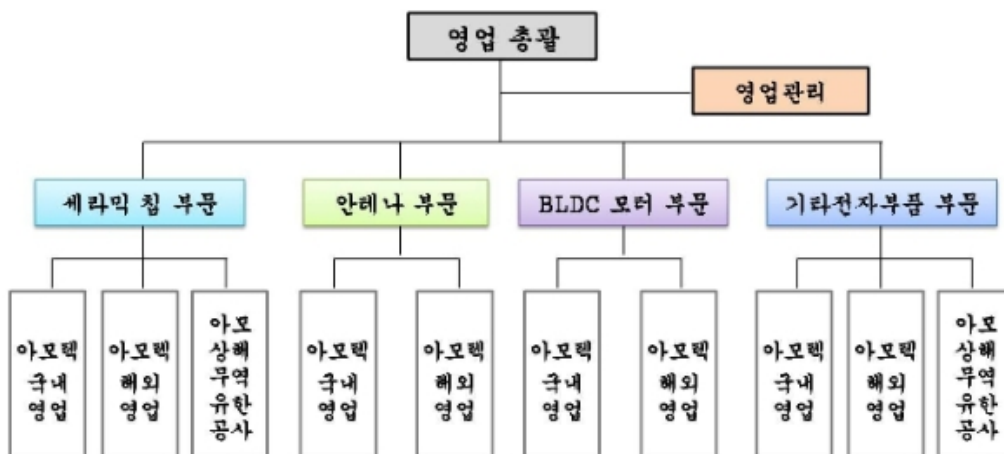 영업 총괄
영업관리
세라믹 칩 부문
안테나 부문
BLDC 모터 부문
기타전자부품 부문
아모텍
국내
영업
아모텍
해외
영업
아모
상해
무역
유한
공사
아모텍
국내
영업
아모텍
해외
영업
아모텍
국내
영업
아모텍
해외
영업
아모텍
국내
영업
아모텍
해외
영업
아모
상해
무역
유한
공사